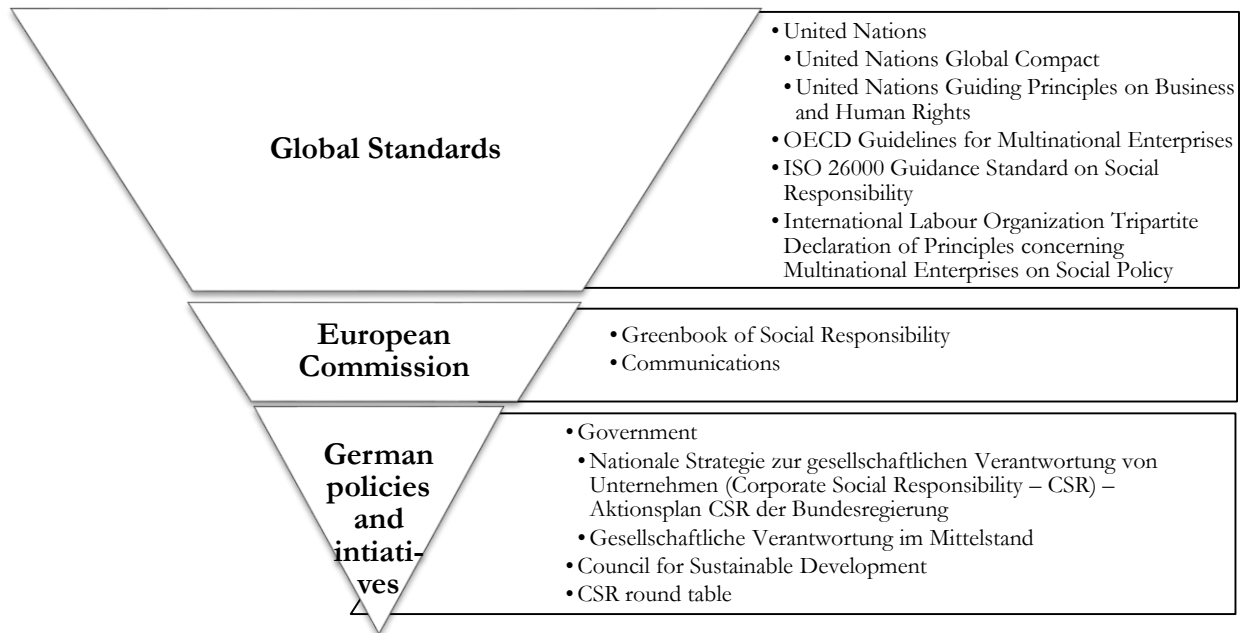 Global Standards
• United Nations
• United Nations Global Compact
• United Nations Guiding Principles on Business
and Human Rights
• OECD Guidelines for Multinational Enterprises
• ISO 26000 Guidance Standard on Social
Responsibility
• International Labour Organization Tripartite
Declaration of Principles concerning
Multinational Enterprises on Social Policy
European
Commission
• Greenbook of Social Responsibility
• Communications
German
policies
and
intiati-
ves
• Government
• Nationale Strategie zur gesellschaftlichen Verantwortung von
Unternehmen (Corporate Social Responsibility – CSR) –
Aktionsplan CSR der Bundesregierung
• Gesellschaftliche Verantwortung im Mittelstand
• Council for Sustainable Development
• CSR round table